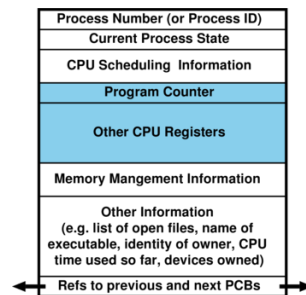 Process Number (or Process ID)
Current Process State
CPU Scheduling Information
Program Counter
Other CPU Registers
Memory Mangement Information
Other Information
(e.g. list of open files, name of
executable, identity of owner, CPU
time used so far, devices owned)
Refs to previous and next PCBs